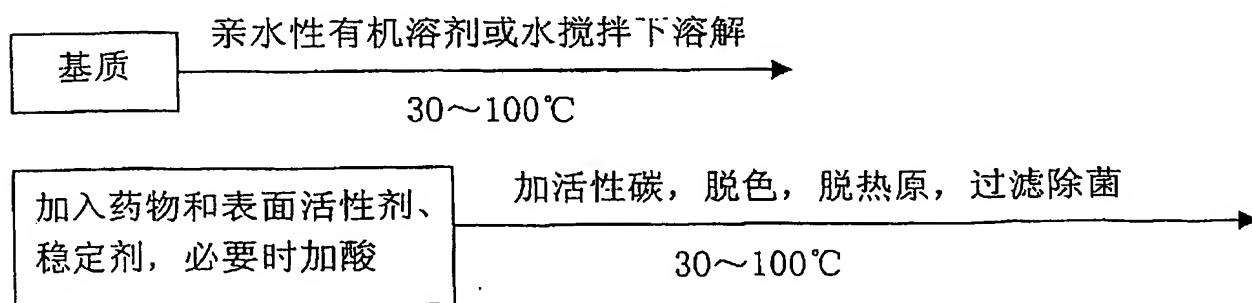 亲水性有机溶剂或水搅拌下溶解
基质
30～100℃
加活性碳，脱色，脱热原，过滤除菌
加入药物和表面活性剂、
稳定剂，必要时加酸
30～100℃